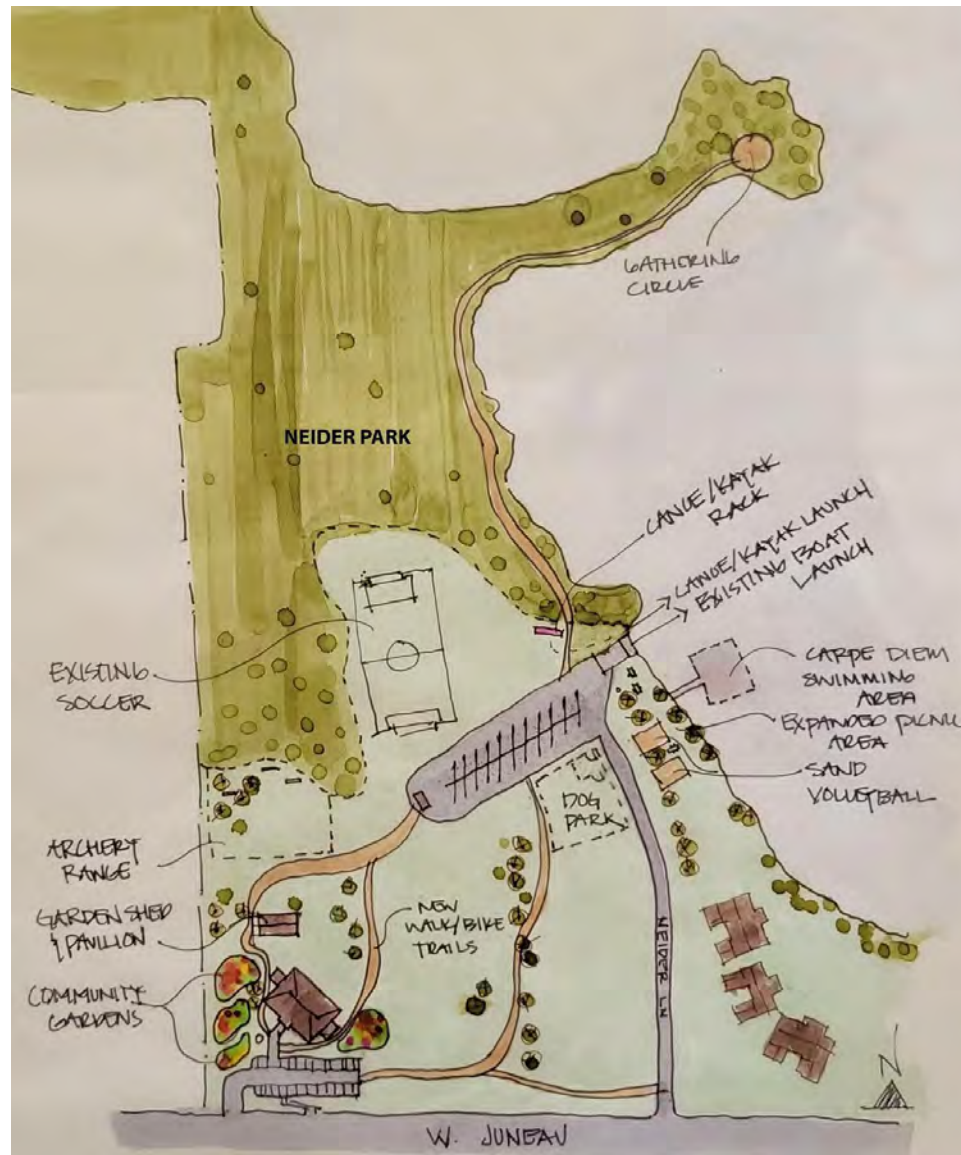 GATHERING
CIRCLE
NEIDER PARK
CANOE/KAYAK
RACK
CANOE/KAYAK LAUNCH
EXISTING BOAT
LAUNCH
EXISTING
SOCCER
CARPE DIEM
SWIMMING
AREA
EXPANDED PICNIC
AREA
SAND
VOLLEYBALL
DOG
PARK
ARCHERY
RANGE
GARDEN SHED
& PAVILION
NEW
WALK/BIKE
TRAILS
COMMUNITY
GARDENS
NEIDER LN
N
W. JUNEAU